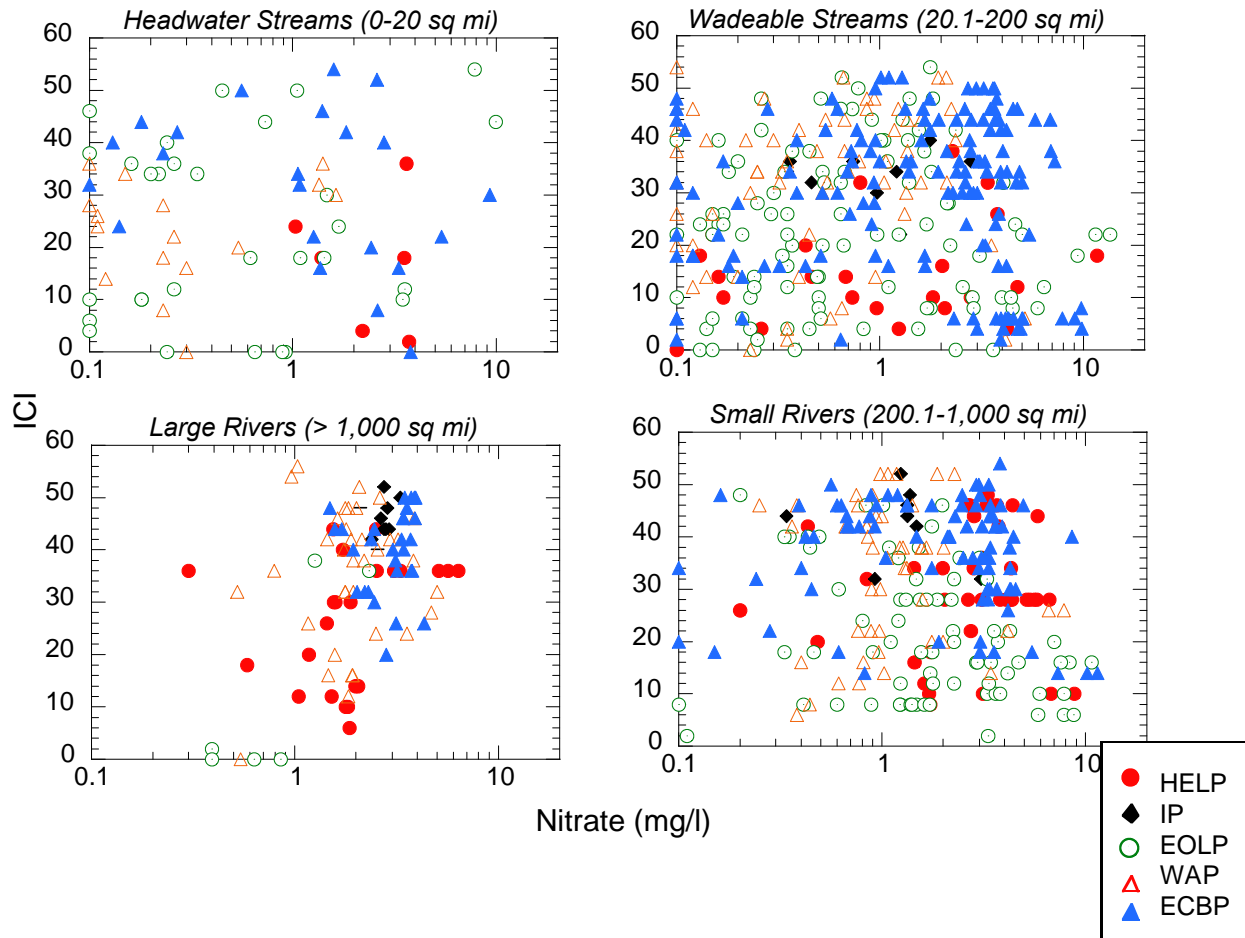 Headwater Streams (0-20 sq mi)
60
50
40
30
20
10
0
0.1 1 10
Wadeable Streams (20.1-200 sq mi)
60
50
40
30
20
10
0
0.1 1 10
ICI
Large Rivers (> 1,000 sq mi)
60
50
40
30
20
10
0
0.1 1 10
Small Rivers (200.1-1,000 sq mi)
60
50
40
30
20
10
0
0.1 1 10
Nitrate (mg/l)
HELP
IP
EOLP
WAP
ECBP